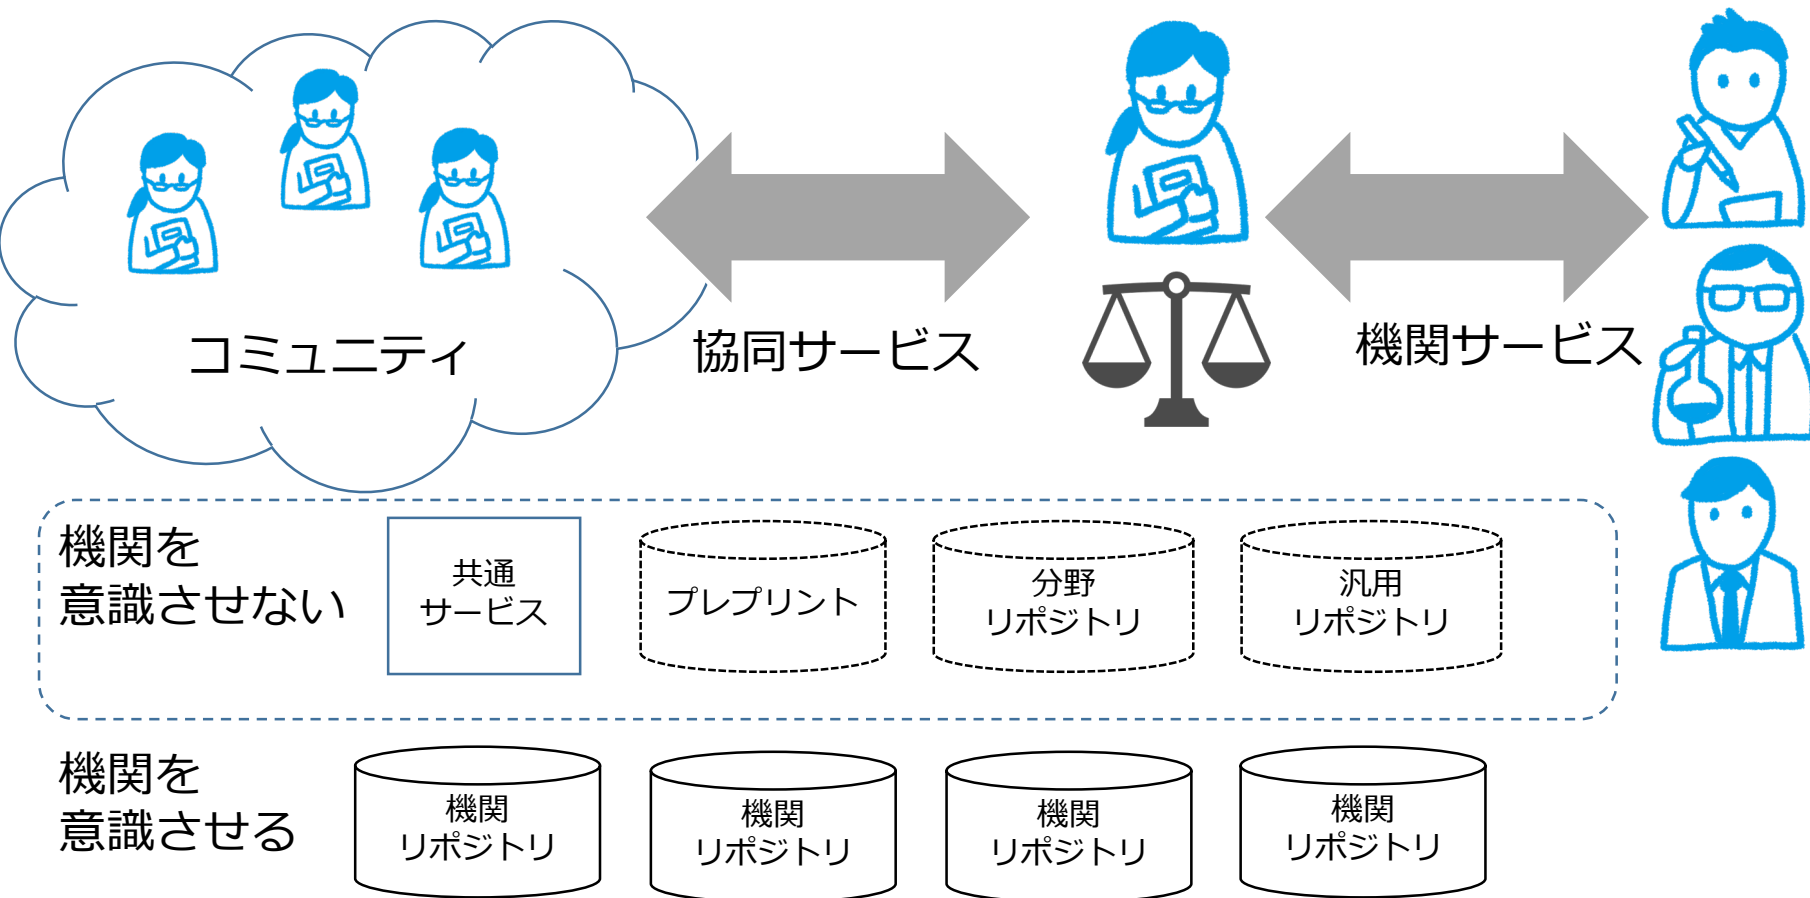 コミュニティ
協同サービス
機関サービス
機関を
意識させない
共通
サービス
プレプリント
分野
リポジトリ
汎用
リポジトリ
機関を
意識させる
機関
リポジトリ
機関
リポジトリ
機関
リポジトリ
機関
リポジトリ